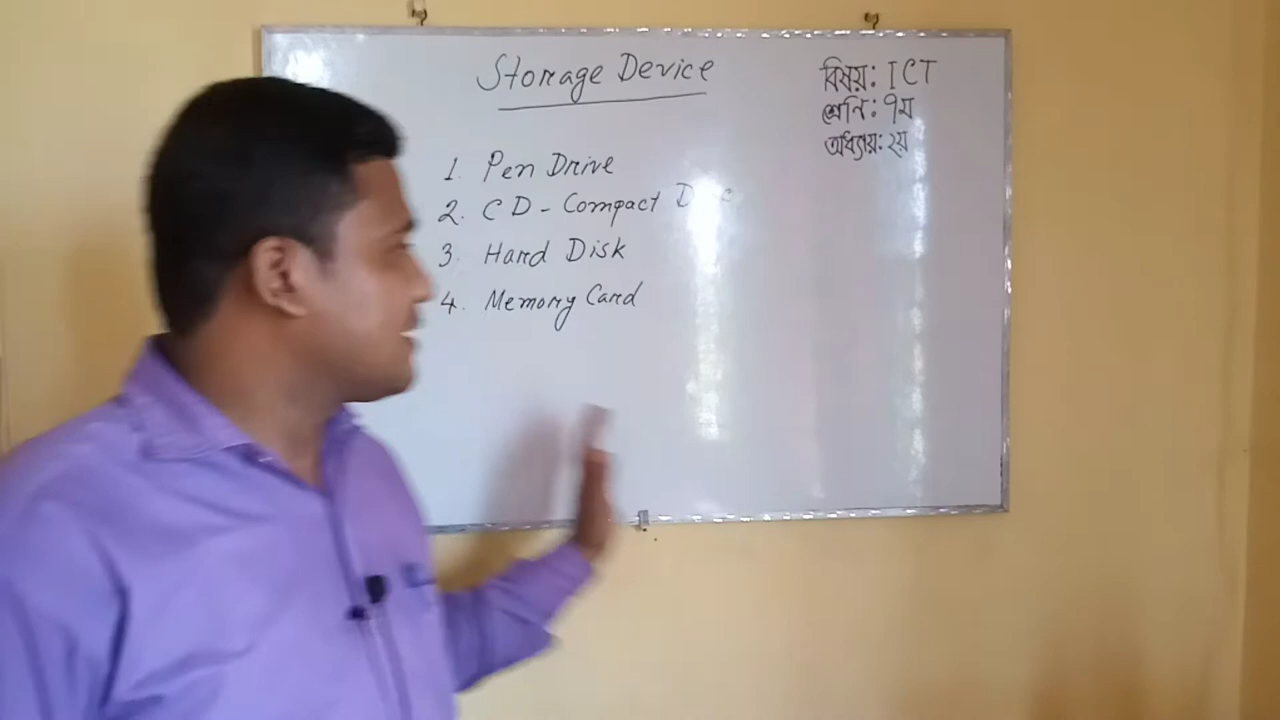 Storage Device
1. Pen Drive
2. CD - Compact Disc
3. Hard Disk
4. Memory Card
বিষয়: ICT
শ্রেনি: ৭ম
অধ্যায়: ২য়